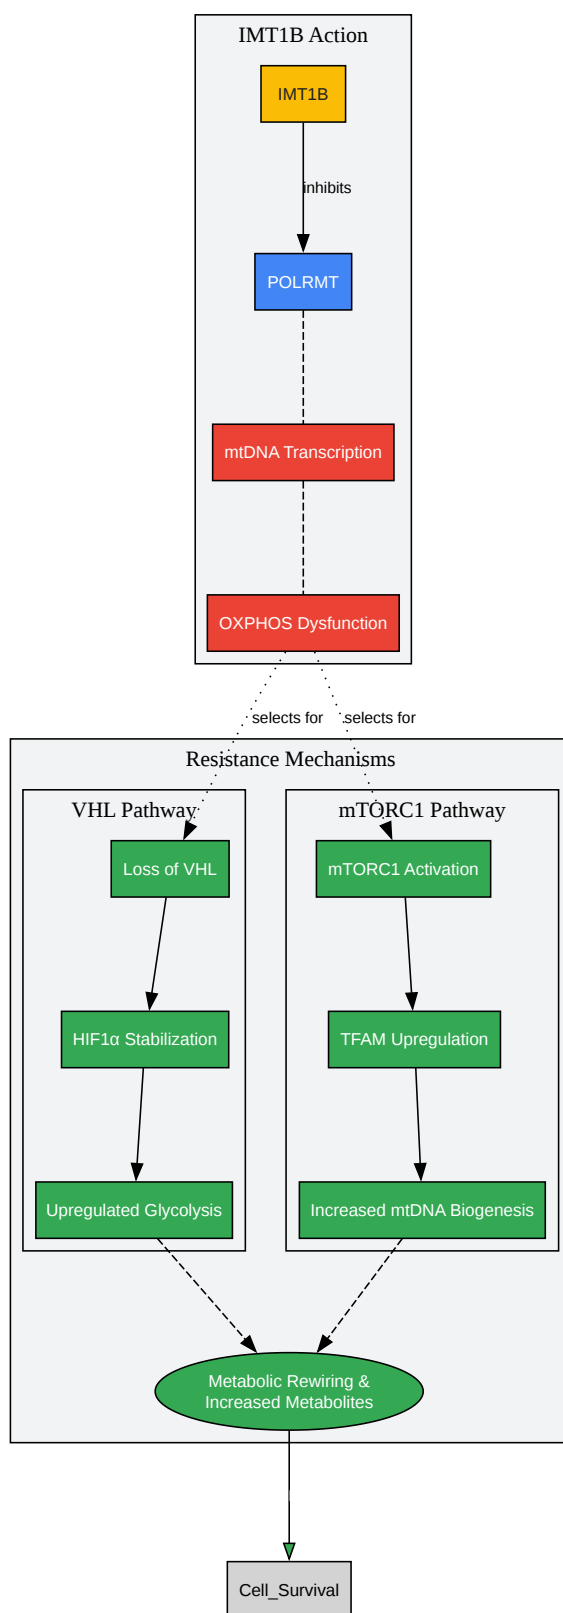 IMT1B Action
IMT1B
inhibits
POLRMT
mtDNA Transcription
OXPHOS Dysfunction
selects for
selects for
Resistance Mechanisms
VHL Pathway
mTORC1 Pathway
Loss of VHL
mTORC1 Activation
HIF1α Stabilization
TFAM Upregulation
Upregulated Glycolysis
Increased mtDNA Biogenesis
Metabolic Rewiring &
Increased Metabolites
Cell_Survival